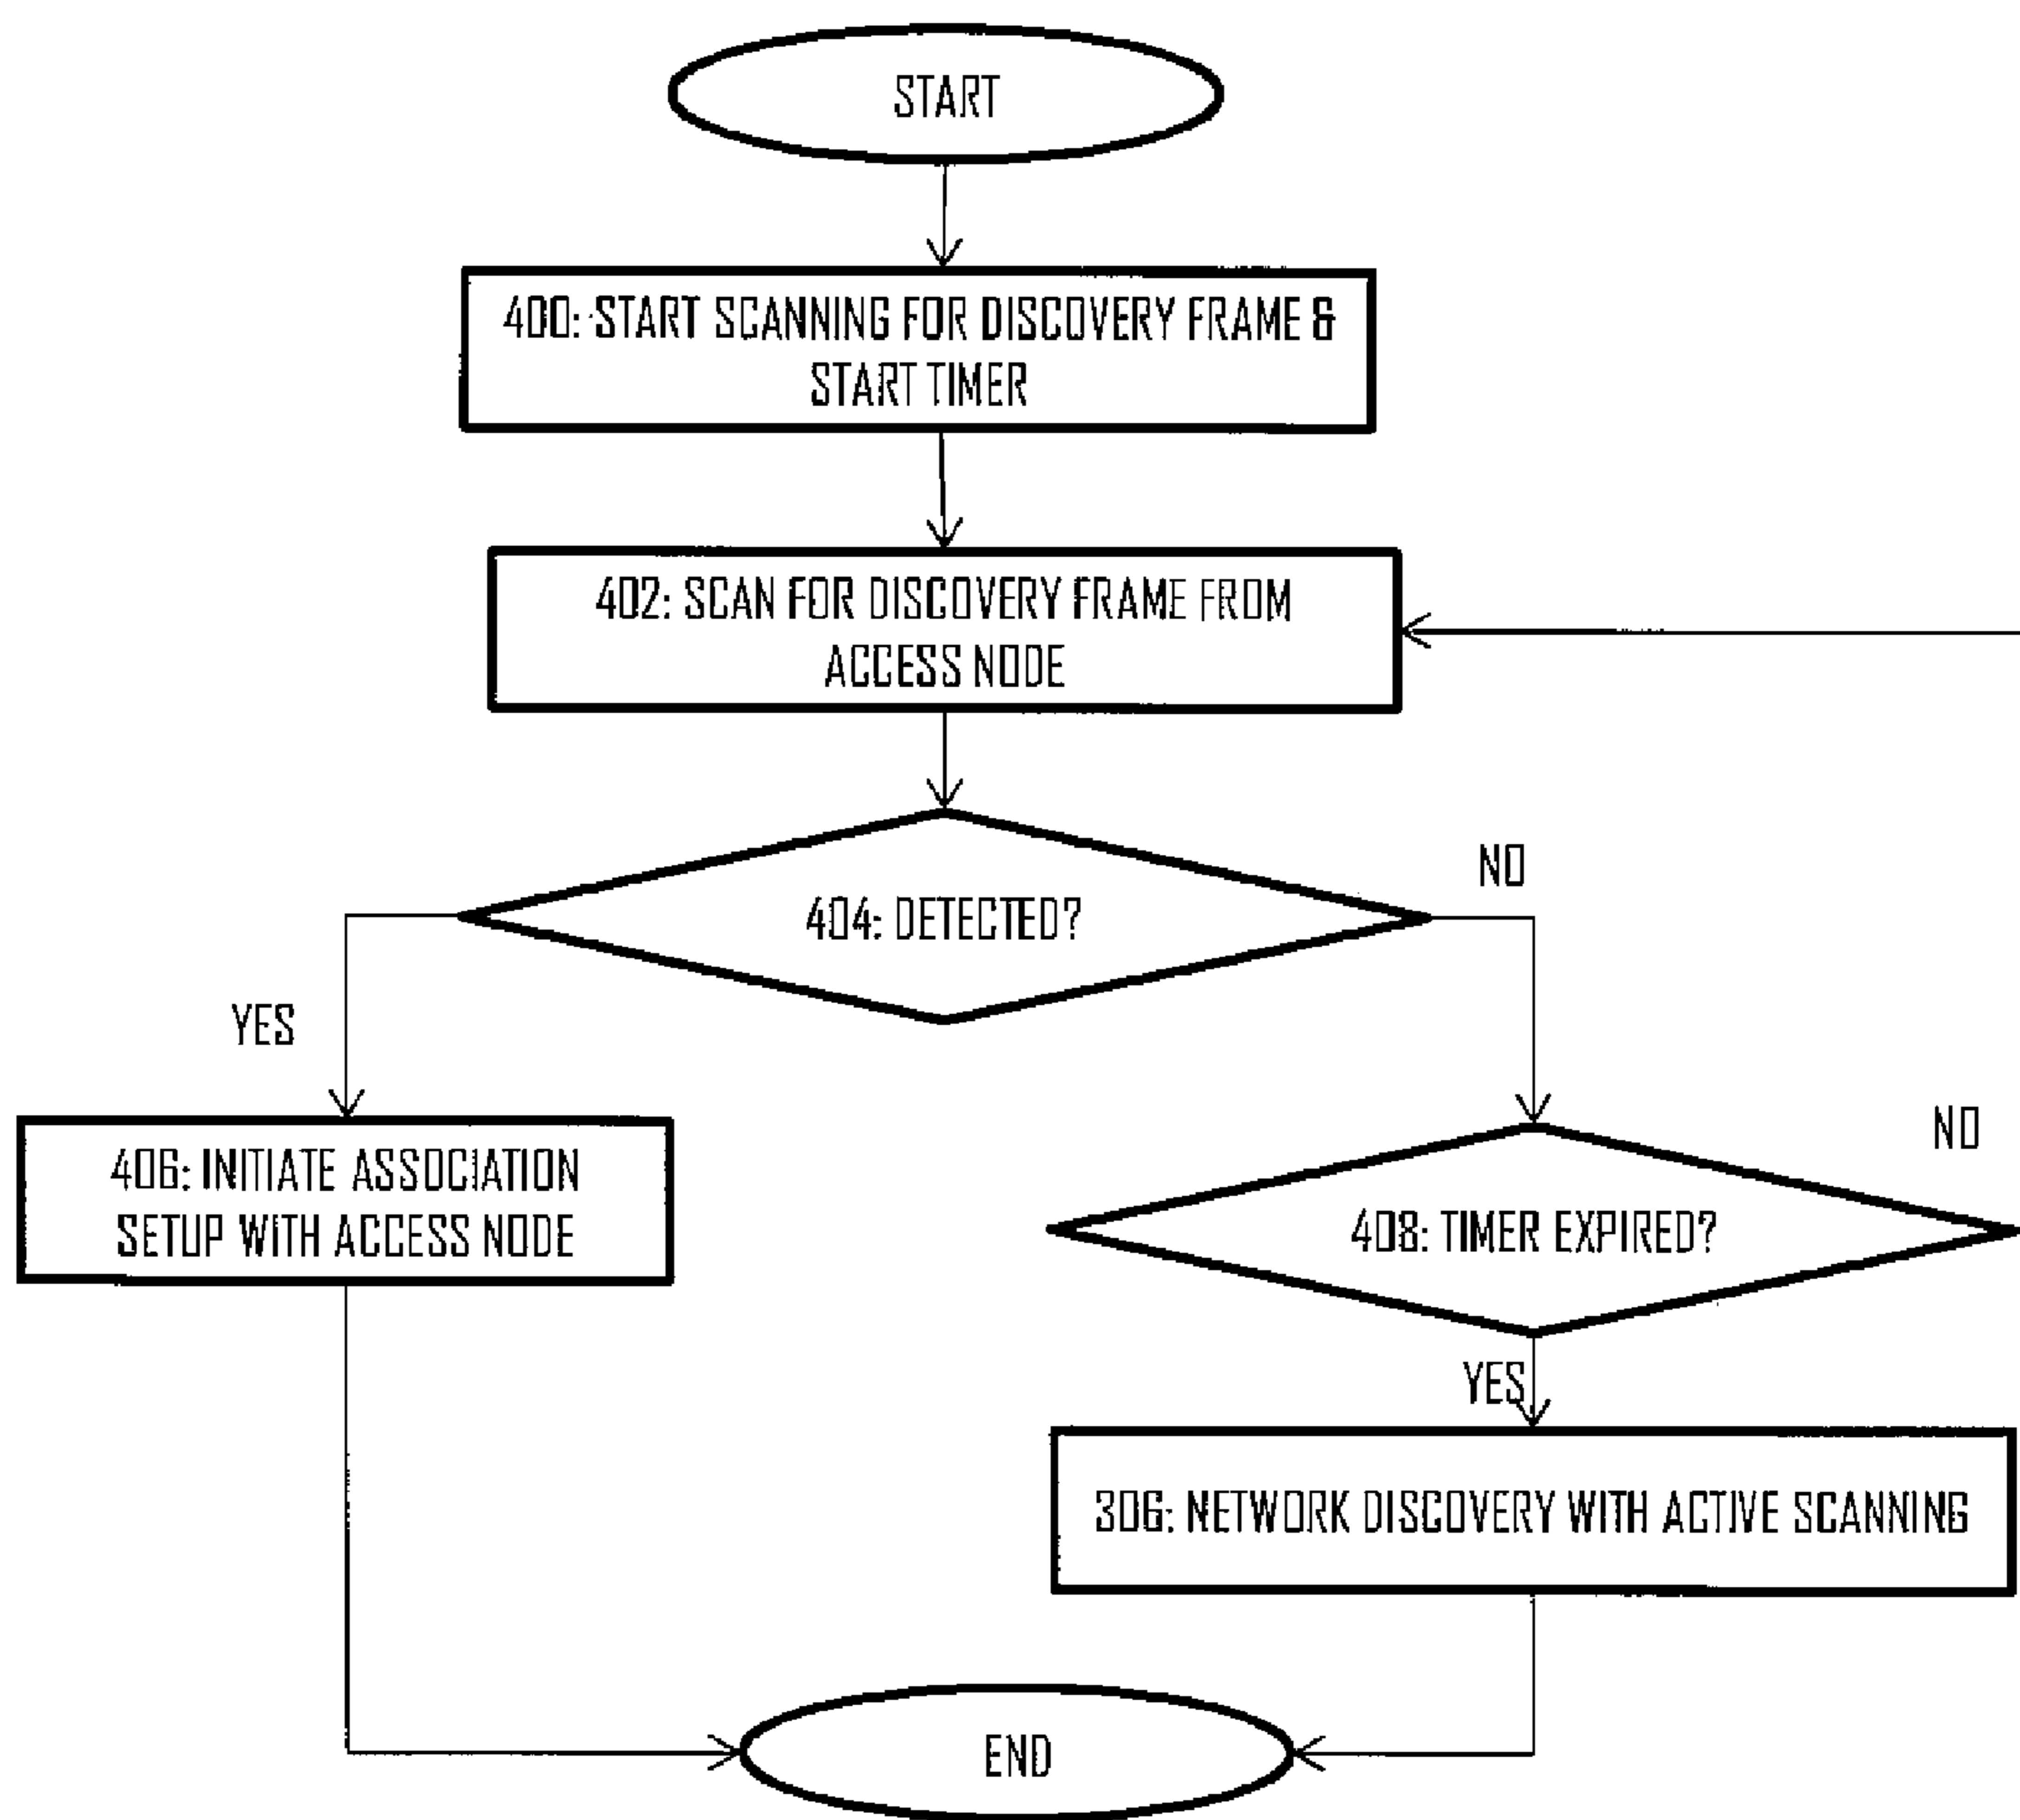 START
400: START SCANNING FOR DISCOVERY FRAME &
START TIMER
402: SCAN FOR DISCOVERY FRAME FROM
ACCESS NODE
NO
404: DETECTED?
YES
NO
406: INITIATE ASSOCIATION
SETUP WITH ACCESS NODE
408: TIMER EXPIRED?
YES
306: NETWORK DISCOVERY WITH ACTIVE SCANNING
END